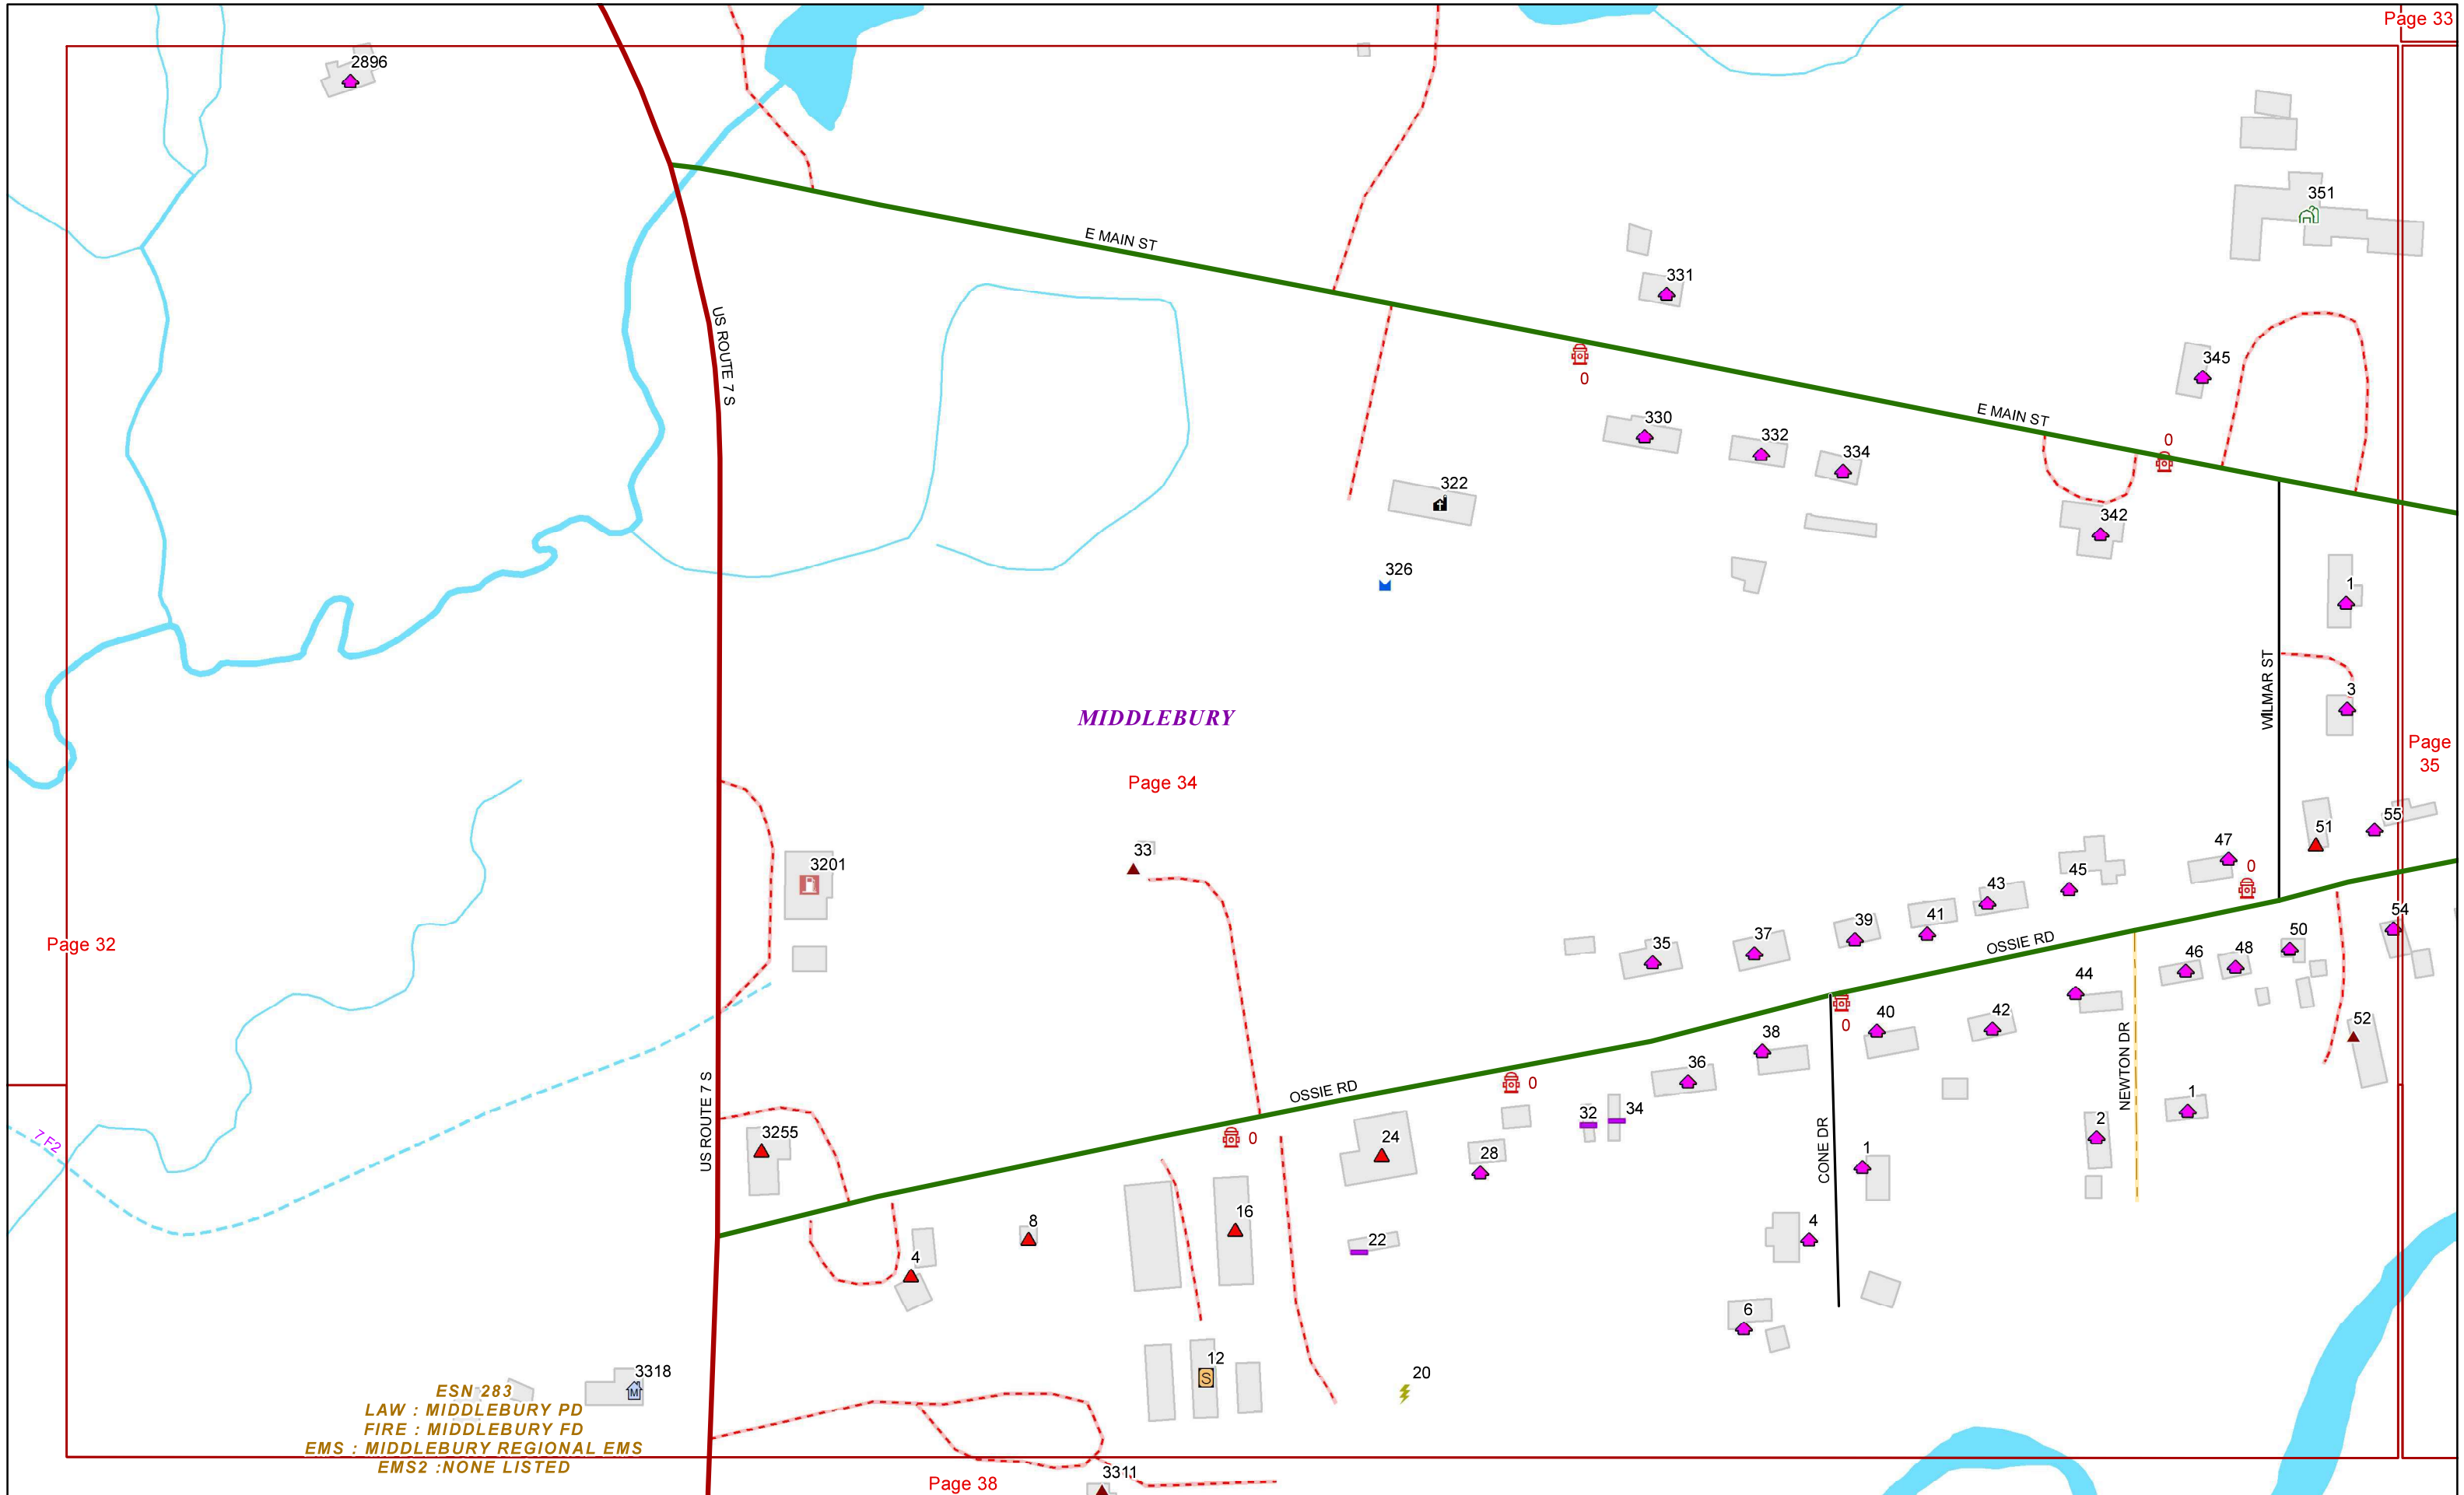 Page 33
2896
351
E MAIN ST
331
US ROUTE 7 S
0
345
330
E MAIN ST
332
0
334
322
342
326
1
WILMAR ST
3
MIDDLEBURY
Page
35
Page 34
55
51
33
47
3201
0
45
43
54
39
41
Page 32
35
37
50
OSSIE RD
46
48
44
40
42
52
0
38
36
NEWTON DR
OSSIE RD
0
US ROUTE 7 S
1
32
34
2
7 F2
3255
0
24
28
CONE DR
1
8
16
22
4
4
6
12
20
3318
M
S
ESN 283
LAW : MIDDLEBURY PD
FIRE : MIDDLEBURY FD
EMS : MIDDLEBURY REGIONAL EMS
EMS2 :NONE LISTED
3311
Page 38